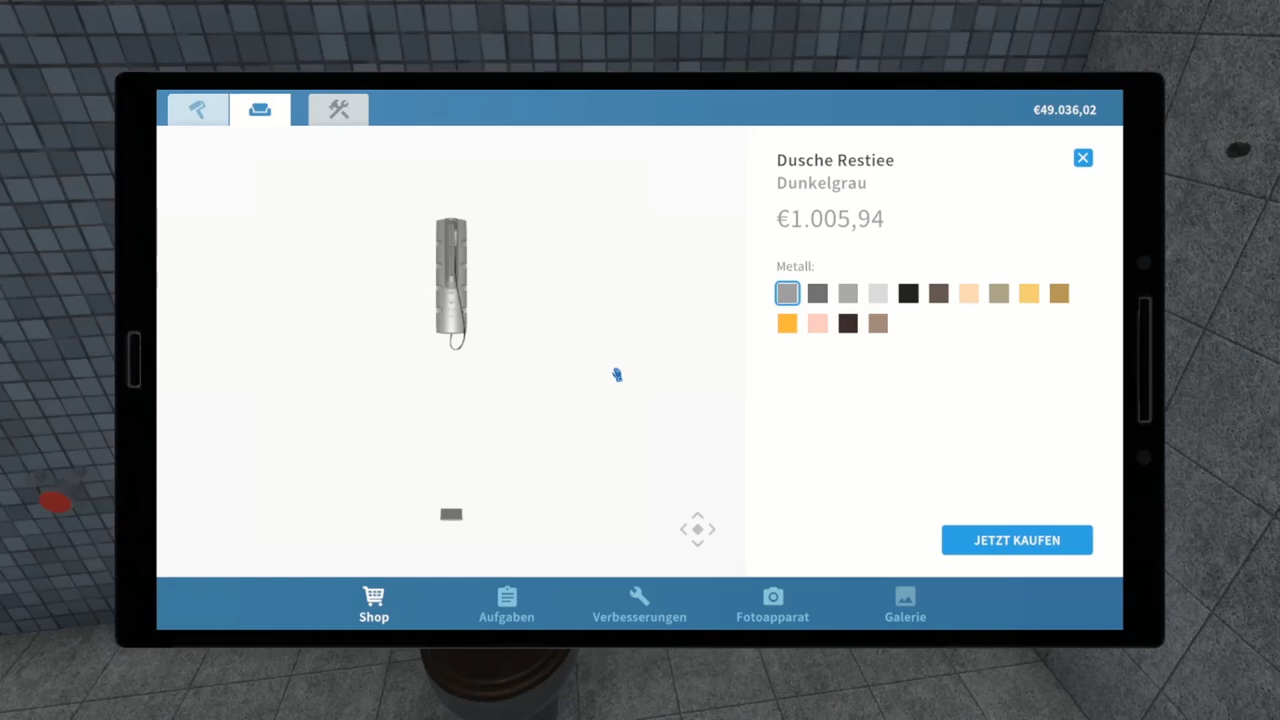 €49.036,02
Dusche Restiee
Dunkelgrau
€1.005,94
Metall:
JETZT KAUFEN
Shop
Aufgaben
Verbesserungen
Fotoapparat
Galerie